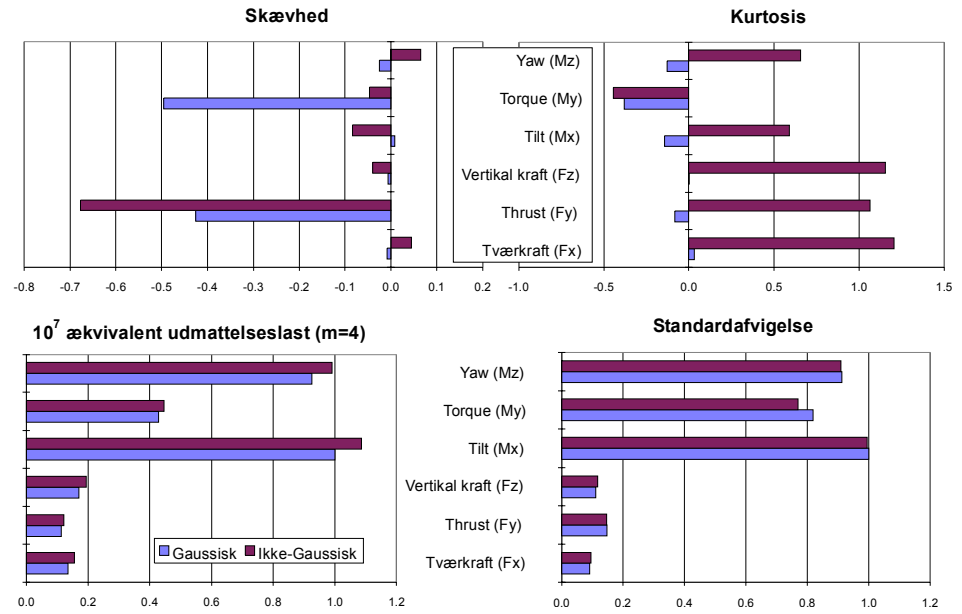 Skævhed
Kurtosis
Yaw (Mz)
Torque (My)
Tilt (Mx)
Vertikal kraft (Fz)
Thrust (Fy)
Tværkraft (Fx)
-0.8 -0.7 -0.6 -0.5 -0.4 -0.3 -0.2 -0.1 0.0 0.1 0.2
-1.0 -0.5 0.0 0.5 1.0 1.5
10⁷ ækvivalent udmattelseslast (m=4)
Standardafvigelse
Yaw (Mz)
Torque (My)
Tilt (Mx)
Vertikal kraft (Fz)
Thrust (Fy)
Tværkraft (Fx)
Gaussisk Ikke-Gaussisk
0.0 0.2 0.4 0.6 0.8 1.0 1.2
0.0 0.2 0.4 0.6 0.8 1.0 1.2